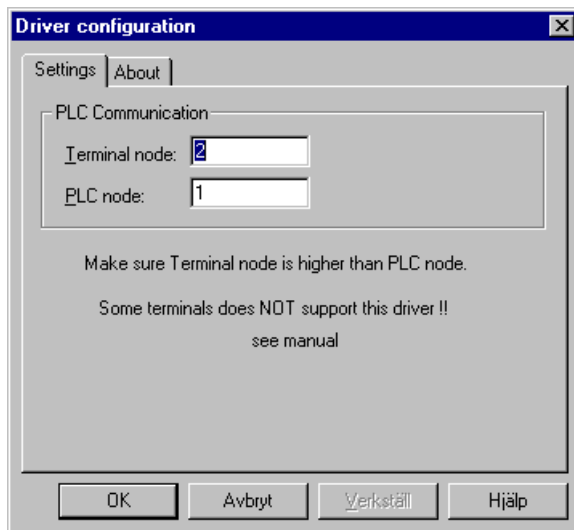 Driver configuration
Settings
About
PLC Communication
Terminal node:
2
PLC node:
1
Make sure Terminal node is higher than PLC node.
Some terminals does NOT support this driver !!
see manual
OK
Avbryt
Verkställ
Hjälp